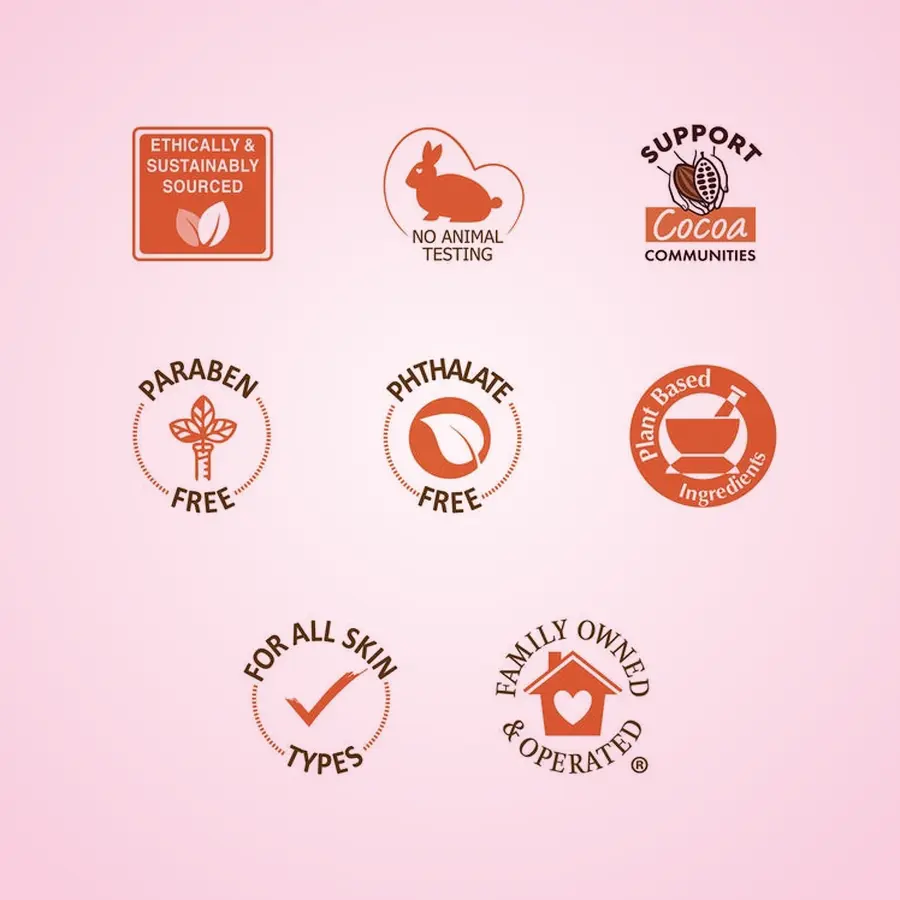 ETHICALLY &
SUSTAINABLY
SOURCED
NO ANIMAL
TESTING
SUPPORT
Cocoa
COMMUNITIES
PARABEN
FREE
PHTHALATE
FREE
Plant Based
Ingredients
FOR ALL SKIN
TYPES
FAMILY OWNED
& OPERATED
®